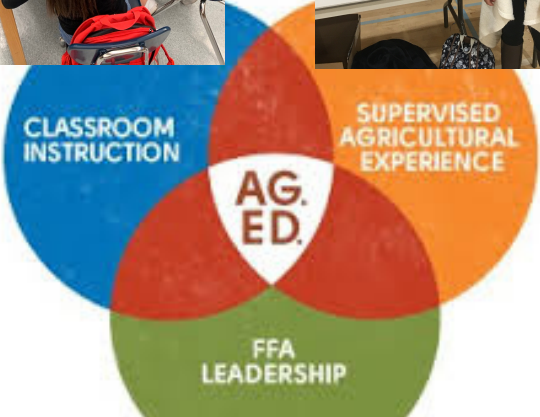 CLASSROOM
INSTRUCTION
SUPERVISED
AGRICULTURAL
EXPERIENCE
AG.
ED.
FFA
LEADERSHIP